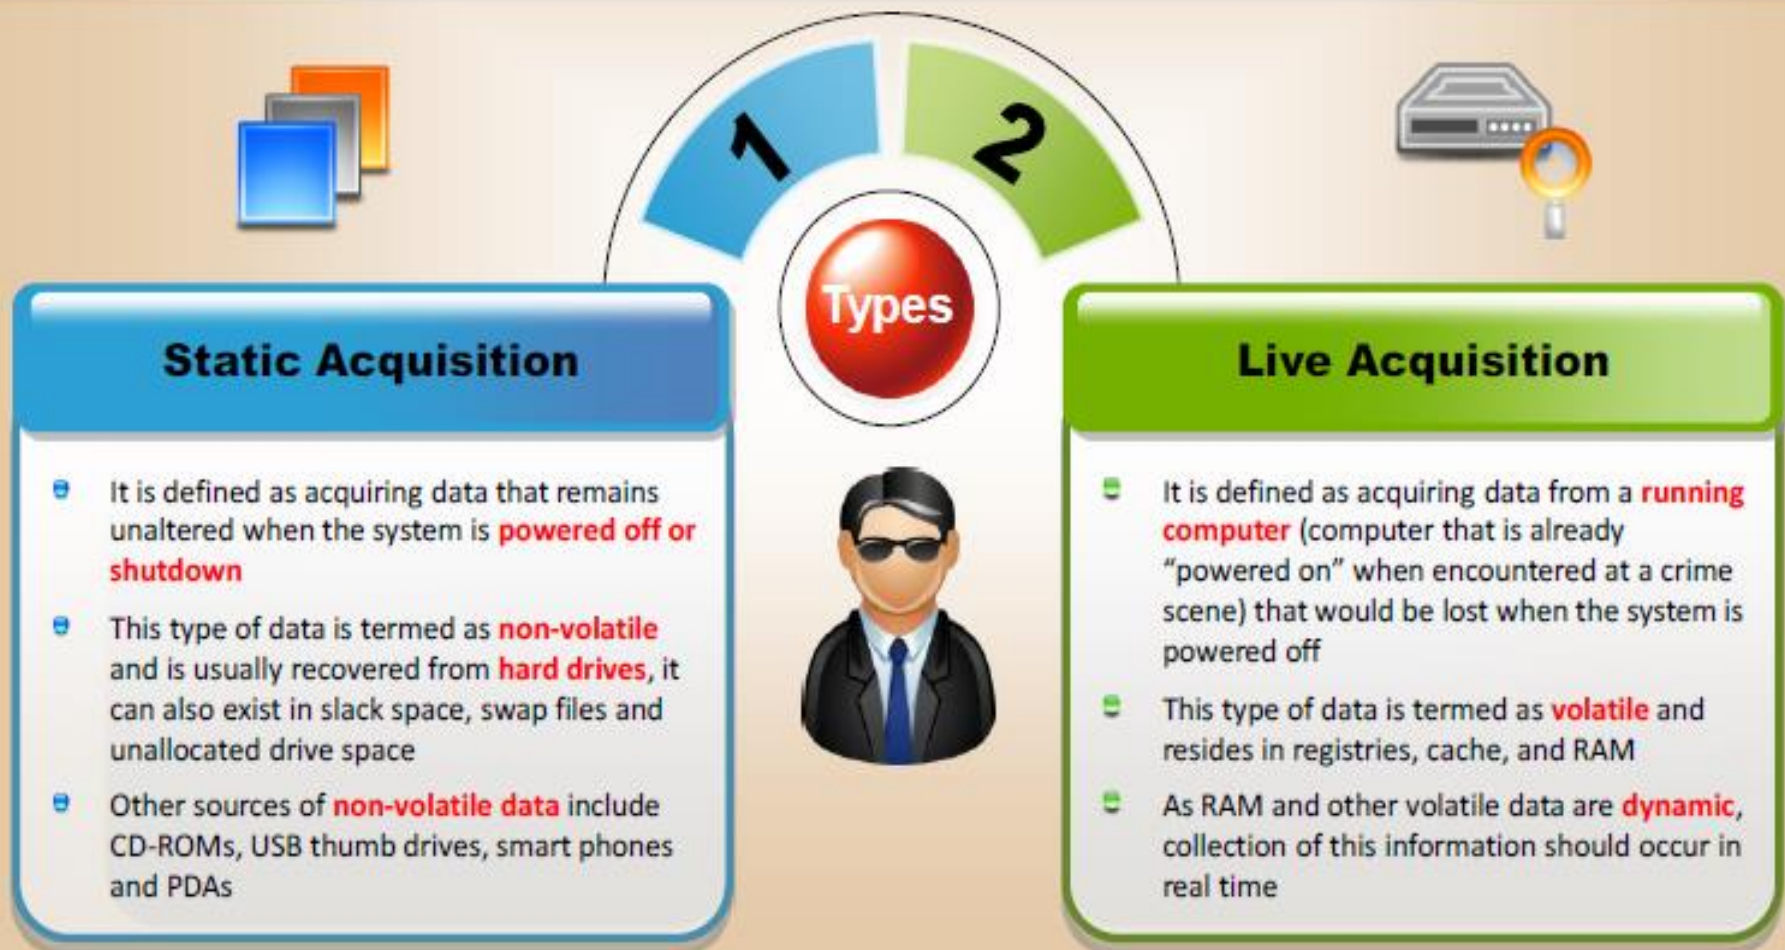 1
2
Types
Static Acquisition
It is defined as acquiring data that remains
unaltered when the system is powered off or
shutdown
This type of data is termed as non-volatile
and is usually recovered from hard drives, it
can also exist in slack space, swap files and
unallocated drive space
Other sources of non-volatile data include
CD-ROMs, USB thumb drives, smart phones
and PDAs
Live Acquisition
It is defined as acquiring data from a running
computer (computer that is already
“powered on” when encountered at a crime
scene) that would be lost when the system is
powered off
This type of data is termed as volatile and
resides in registries, cache, and RAM
As RAM and other volatile data are dynamic,
collection of this information should occur in
real time